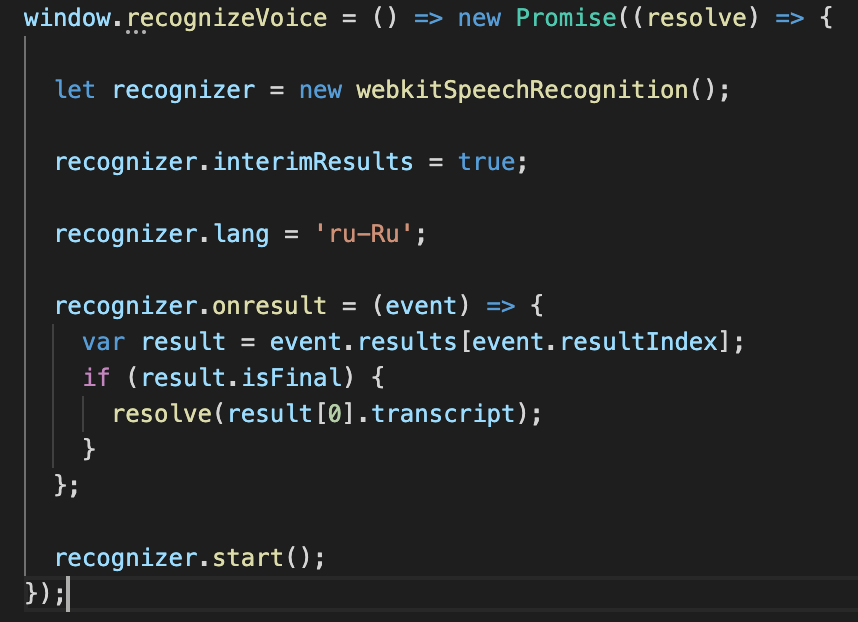 window.recognizeVoice = () => new Promise((resolve) => {
let recognizer = new webkitSpeechRecognition();
recognizer.interimResults = true;
recognizer.lang = 'ru-Ru';
recognizer.onresult = (event) => {
var result = event.results[event.resultIndex];
if (result.isFinal) {
resolve(result[0].transcript);
}
};
recognizer.start();
});